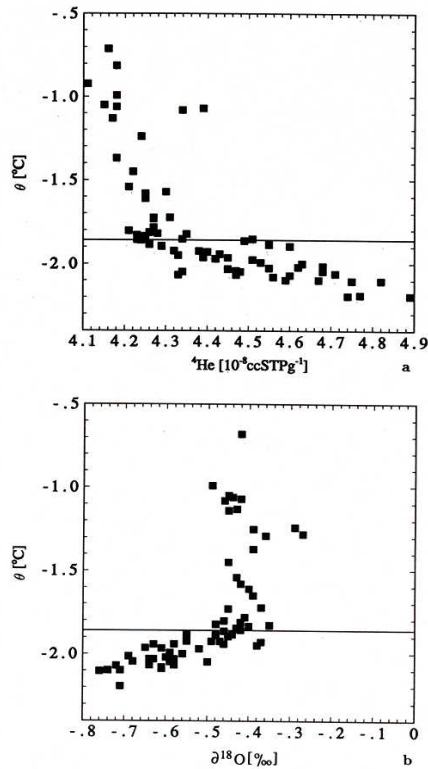 -.5
-1.0
-1.5
-2.0
θ [°C]
4.1 4.2 4.3 4.4 4.5 4.6 4.7 4.8 4.9
⁴He [10⁻⁸ccSTPg⁻¹]
a
-.5
-1.0
-1.5
-2.0
θ [°C]
-.8 -.7 -.6 -.5 -.4 -.3 -.2 -.1 0
∂¹⁸O[‰]
b